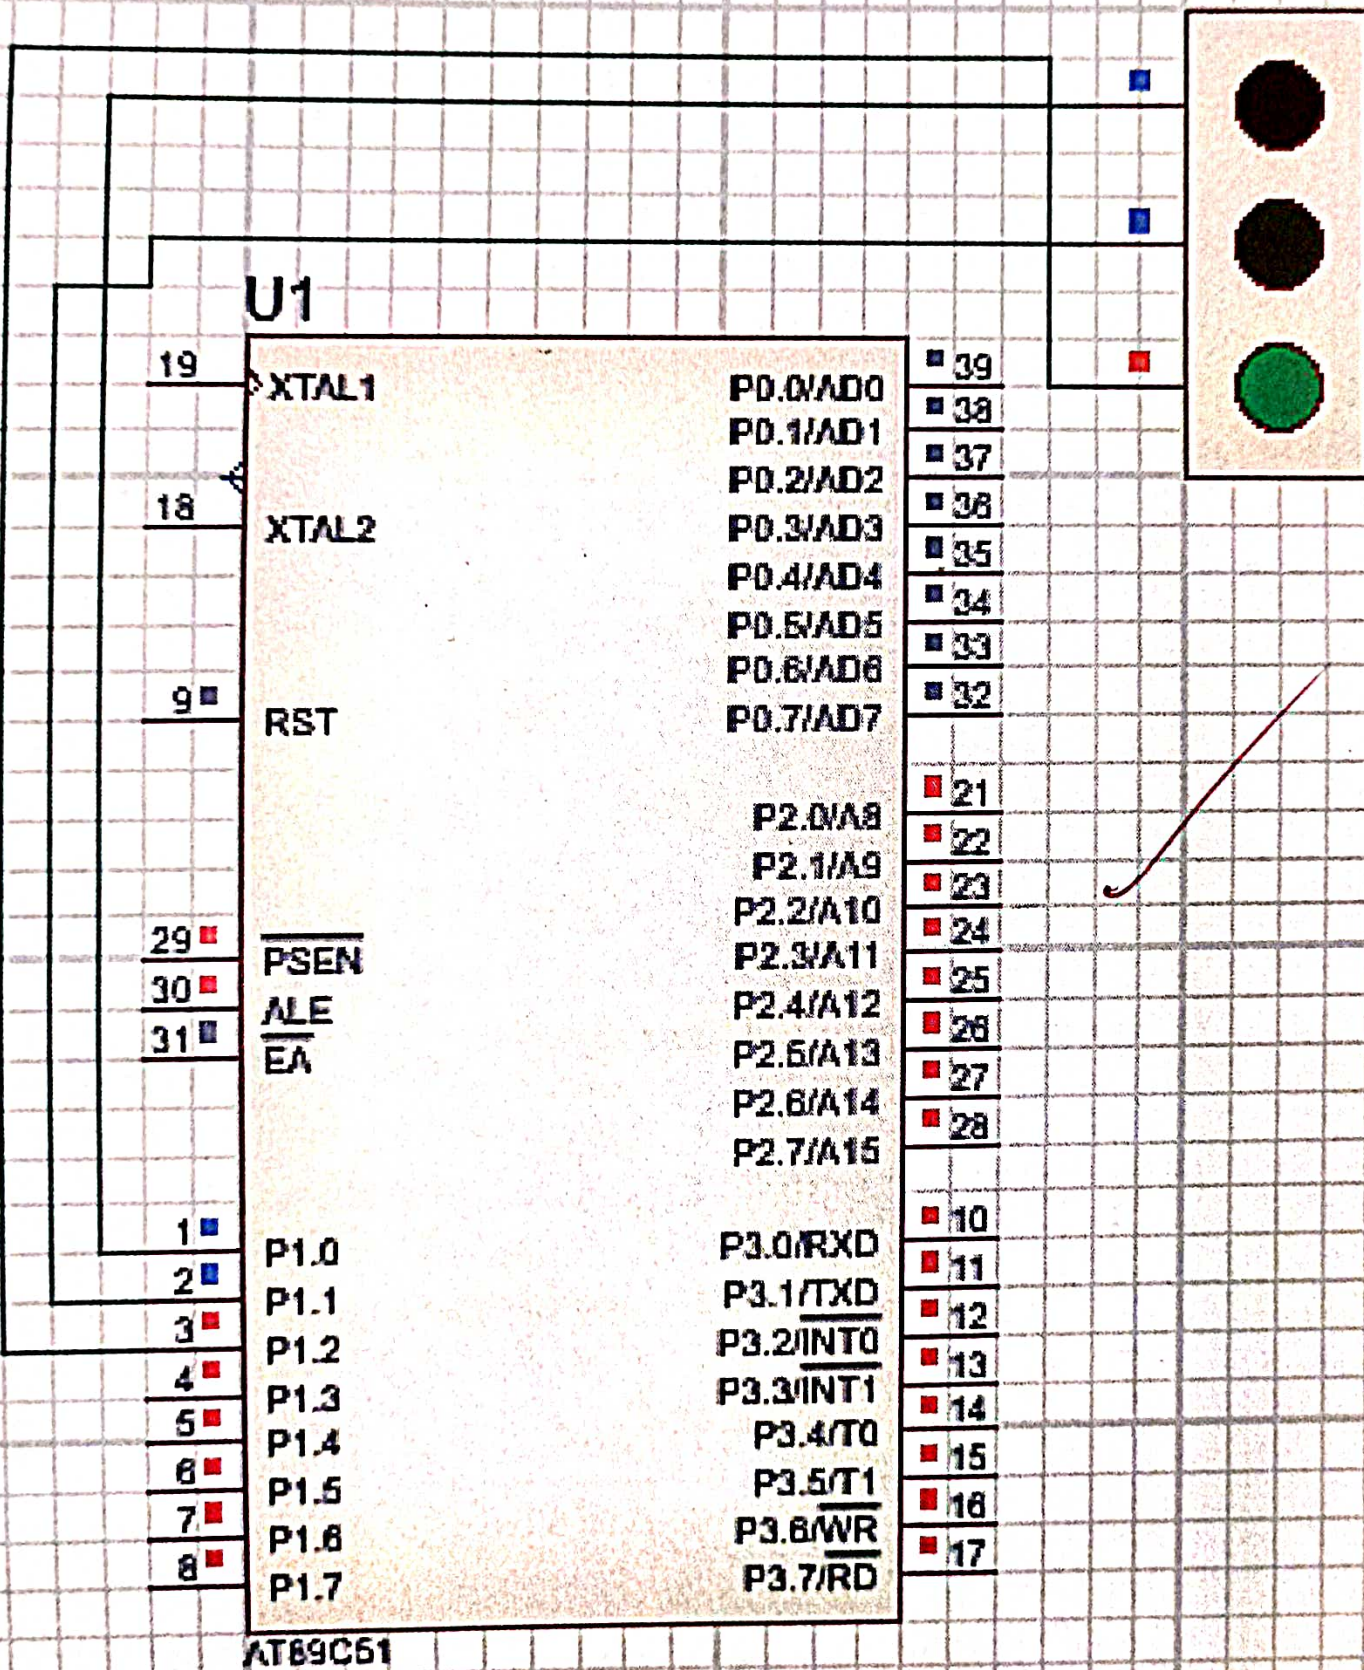 U1
19 XTAL1
18 XTAL2
9 RST
29 PSEN
30 ALE
31 EA
1 P1.0
2 P1.1
3 P1.2
4 P1.3
5 P1.4
6 P1.5
7 P1.6
8 P1.7
P0.0/AD0 39
P0.1/AD1 38
P0.2/AD2 37
P0.3/AD3 36
P0.4/AD4 35
P0.5/AD5 34
P0.6/AD6 33
P0.7/AD7 32
P2.0/A8 21
P2.1/A9 22
P2.2/A10 23
P2.3/A11 24
P2.4/A12 25
P2.5/A13 26
P2.6/A14 27
P2.7/A15 28
P3.0/RXD 10
P3.1/TXD 11
P3.2/INT0 12
P3.3/INT1 13
P3.4/T0 14
P3.5/T1 15
P3.6/WR 16
P3.7/RD 17
AT89C51